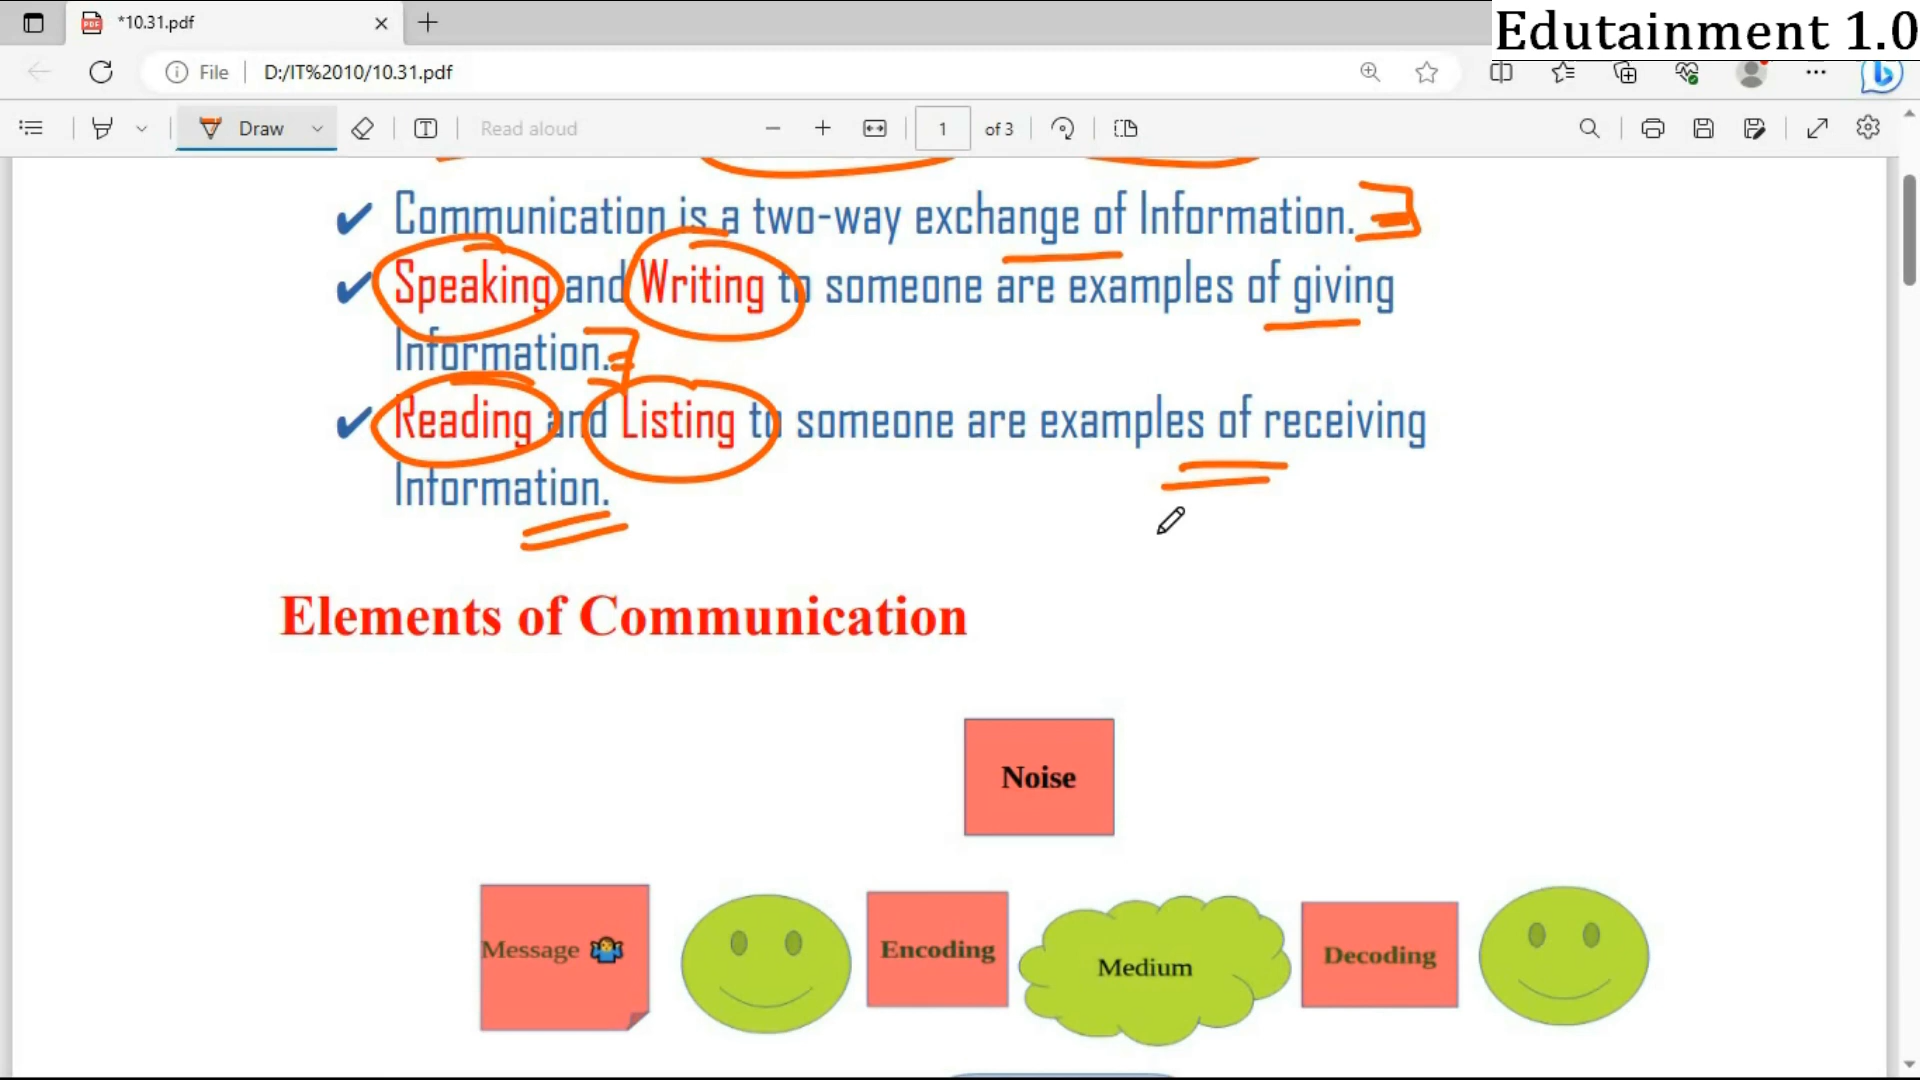 *10.31.pdf
Edutainment 1.0
File
D:/IT%2010/10.31.pdf
Draw
Read aloud
1
of 3
✔ Communication is a two-way exchange of Information.
✔ Speaking and Writing to someone are examples of giving
Information.
✔ Reading and Listing to someone are examples of receiving
Information.
Elements of Communication
Noise
Message
Encoding
Medium
Decoding